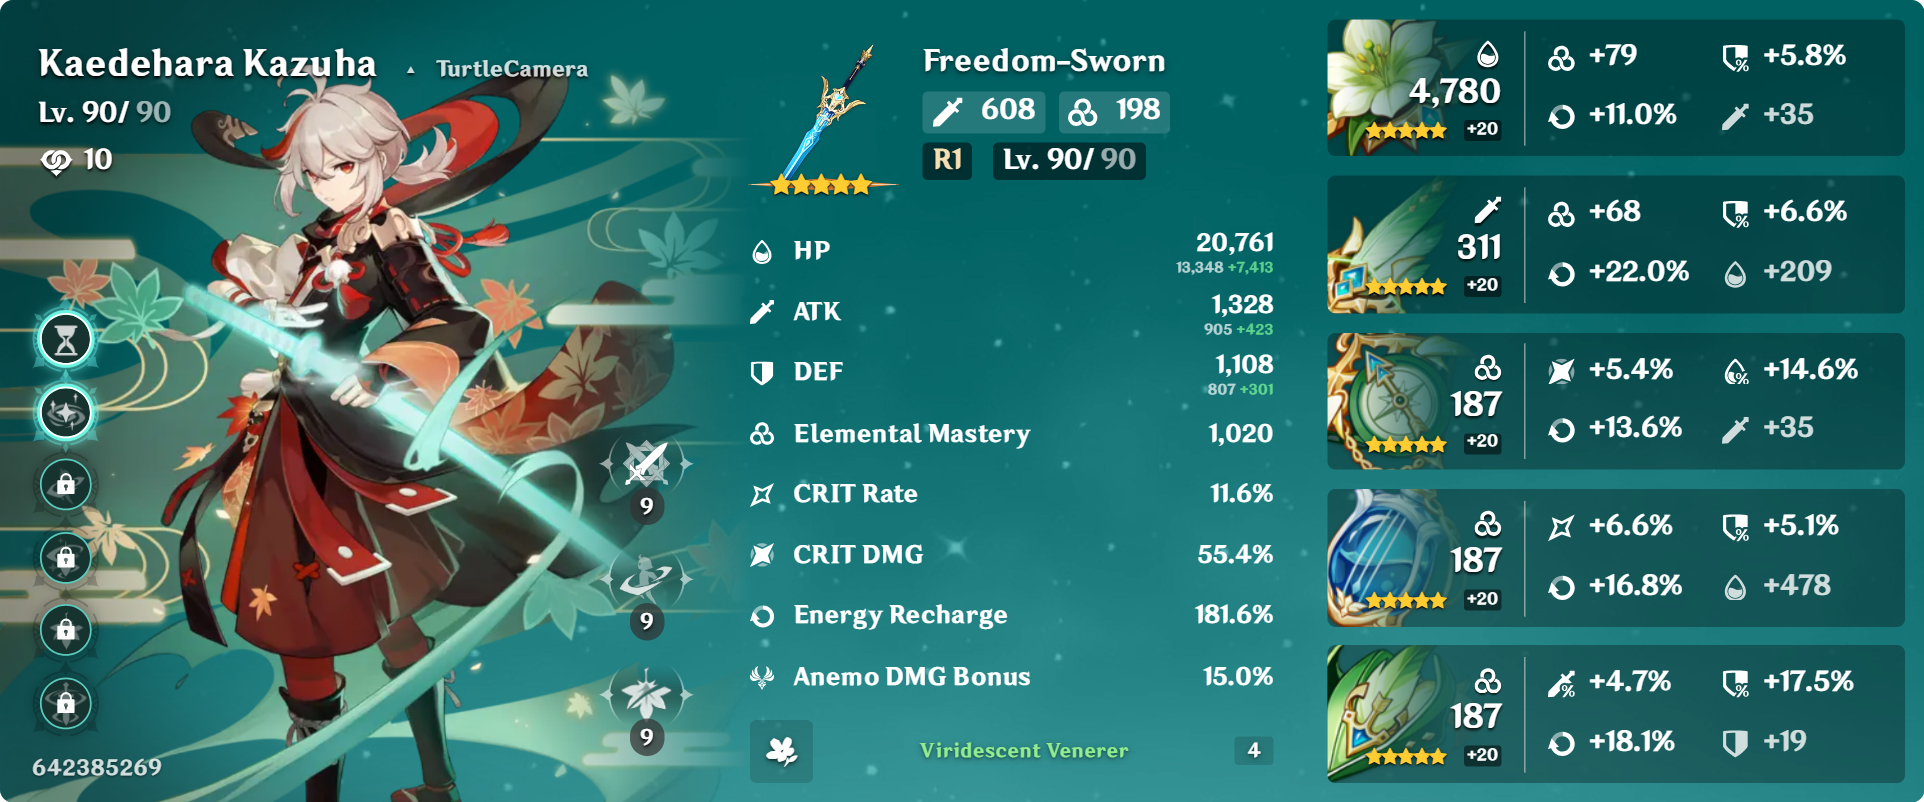 Kaedehara Kazuha ▲ TurtleCamera
Lv. 90/ 90
10
9
9
9
642385269
Freedom-Sworn
608 198
R1 Lv. 90/ 90
HP 20,761
13,348 +7,413
ATK 1,328
905 +423
DEF 1,108
807 +301
Elemental Mastery 1,020
CRIT Rate 11.6%
CRIT DMG 55.4%
Energy Recharge 181.6%
Anemo DMG Bonus 15.0%
Viridescent Venerer 4
4,780
+20
+79 +5.8%
+11.0% +35
311
+20
+68 +6.6%
+22.0% +209
187
+20
+5.4% +14.6%
+13.6% +35
187
+20
+6.6% +5.1%
+16.8% +478
187
+20
+4.7% +17.5%
+18.1% +19